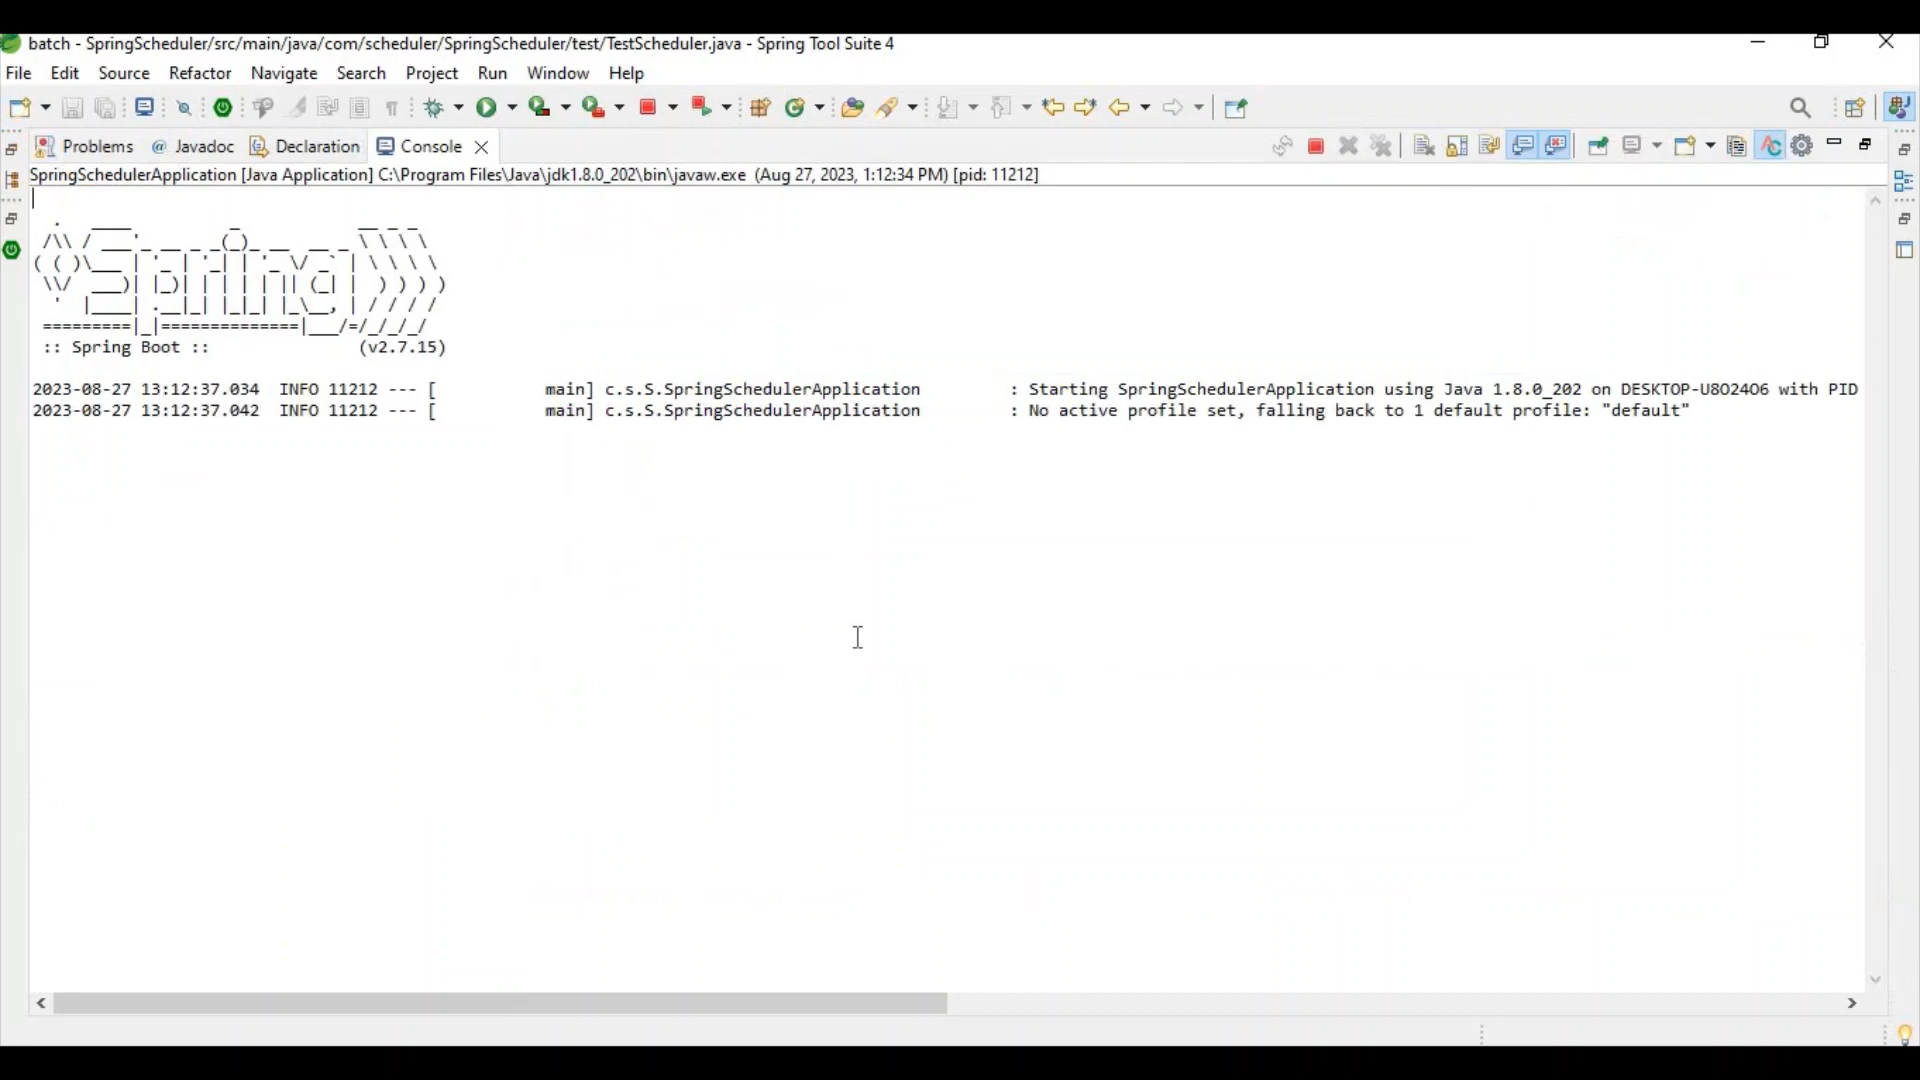 batch - SpringScheduler/src/main/java/com/scheduler/SpringScheduler/test/TestScheduler.java - Spring Tool Suite 4
File Edit Source Refactor Navigate Search Project Run Window Help
Problems @ Javadoc Declaration Console
SpringSchedulerApplication [Java Application] C:\Program Files\Java\jdk1.8.0_202\bin\javaw.exe (Aug 27, 2023, 1:12:34 PM) [pid: 11212]
Spring
:: Spring Boot :: (v2.7.15)
2023-08-27 13:12:37.034 INFO 11212 --- [ main] c.s.S.SpringSchedulerApplication : Starting SpringSchedulerApplication using Java 1.8.0_202 on DESKTOP-U8O24O6 with PID
2023-08-27 13:12:37.042 INFO 11212 --- [ main] c.s.S.SpringSchedulerApplication : No active profile set, falling back to 1 default profile: "default"